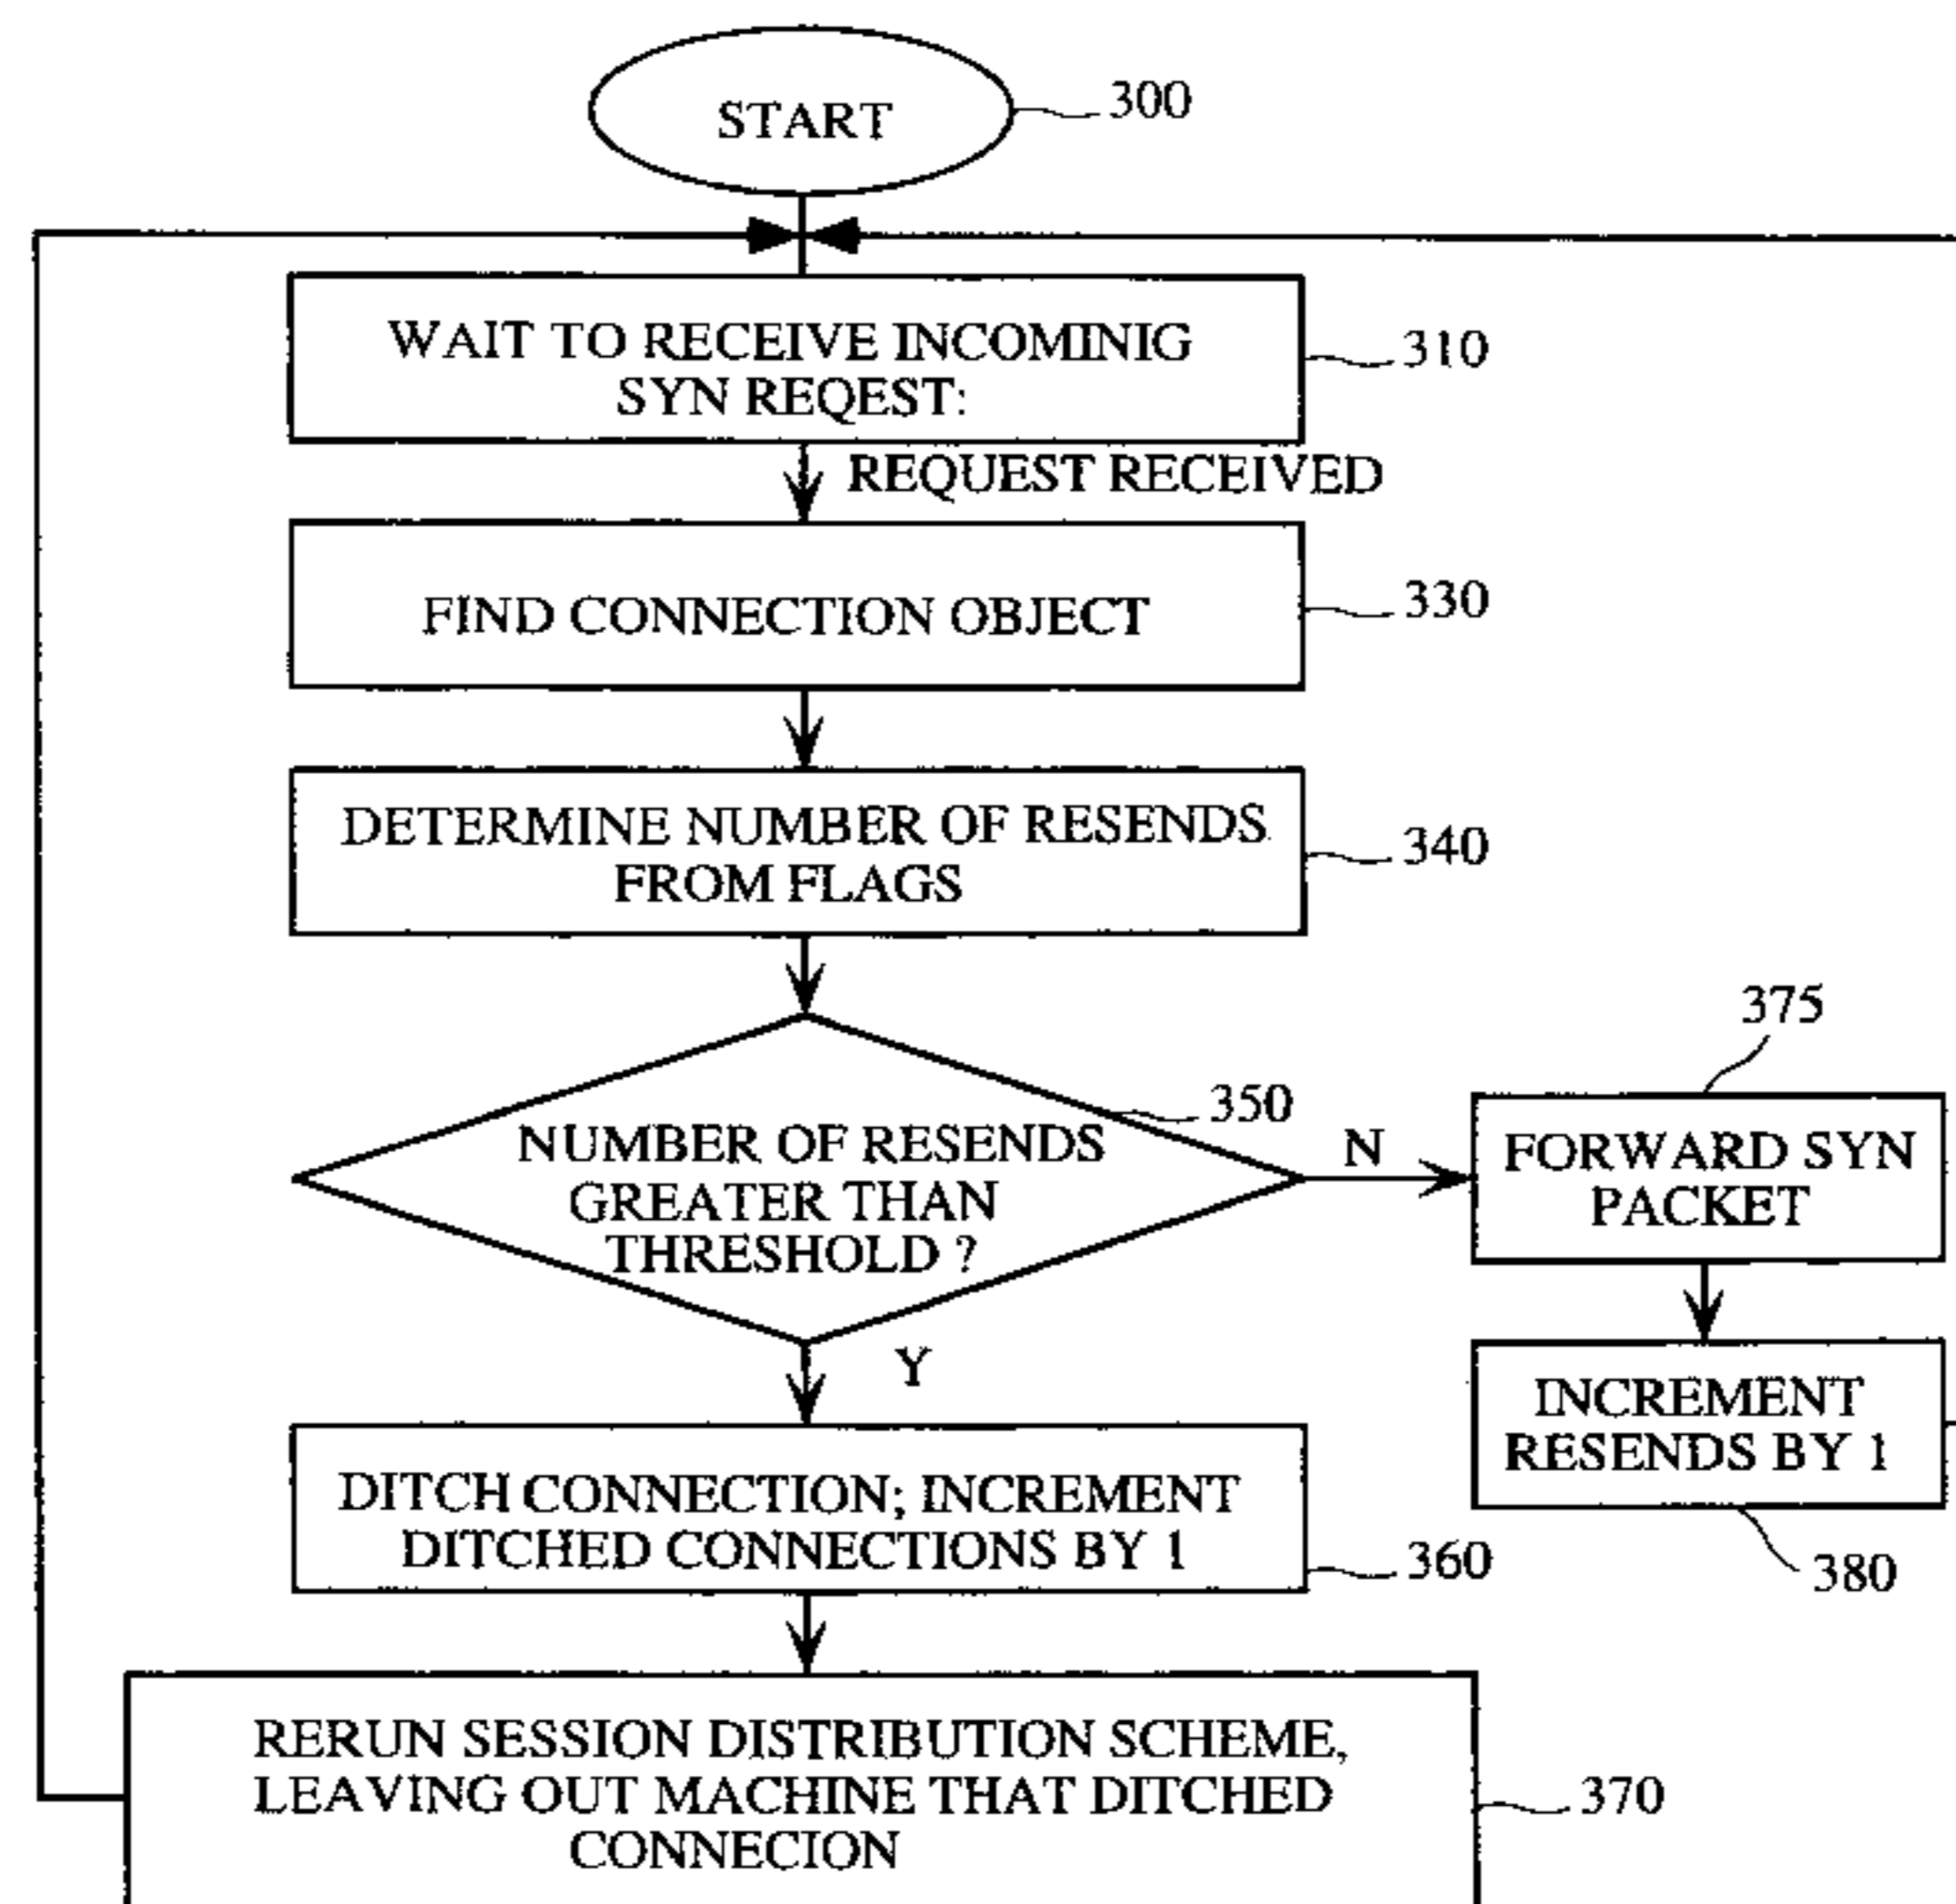 START
300
WAIT TO RECEIVE INCOMINIG
SYN REQEST:
310
REQUEST RECEIVED
FIND CONNECTION OBJECT
330
DETERMINE NUMBER OF RESENDS
FROM FLAGS
340
NUMBER OF RESENDS
GREATER THAN
THRESHOLD ?
350
N
375
FORWARD SYN
PACKET
INCREMENT
RESENDS BY 1
380
Y
DITCH CONNECTION; INCREMENT
DITCHED CONNECTIONS BY 1
360
RERUN SESSION DISTRIBUTION SCHEME,
LEAVING OUT MACHINE THAT DITCHED
CONNECION
370